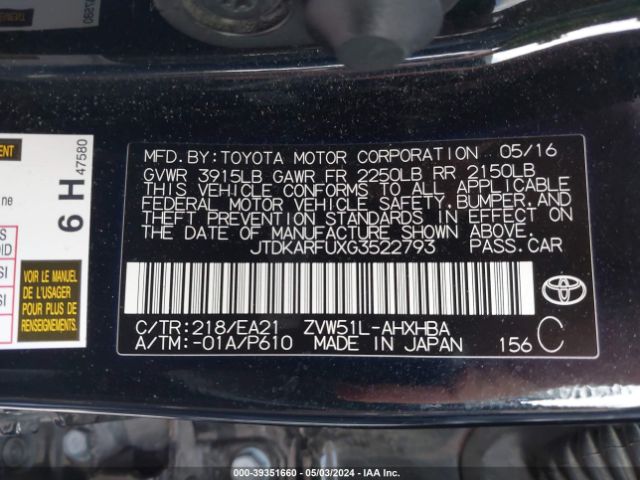 MFD.BY:TOYOTA MOTOR CORPORATION 05/16
GVWR 3915LB GAWR FR 2250LB RR 2150LB
THIS VEHICLE CONFORMS TO ALL APPLICABLE
FEDERAL MOTOR VEHICLE SAFETY,BUMPER,AND
THEFT PREVENTION STANDARDS IN EFFECT ON
THE DATE OF MANUFACTURE SHOWN ABOVE.
JTDKARFUXG3522793 PASS.CAR
C/TR:218/EA21 ZVW51L-AHXHBA
A/TM:-01A/P610 MADE IN JAPAN 156 C
TOYOTA
6 H 47580
VOIR LE MANUEL
DE L'USAGER
POUR PLUS
D'INSTRUCTIONS
000-39351660 - 05/03/2024 - IAA Inc.